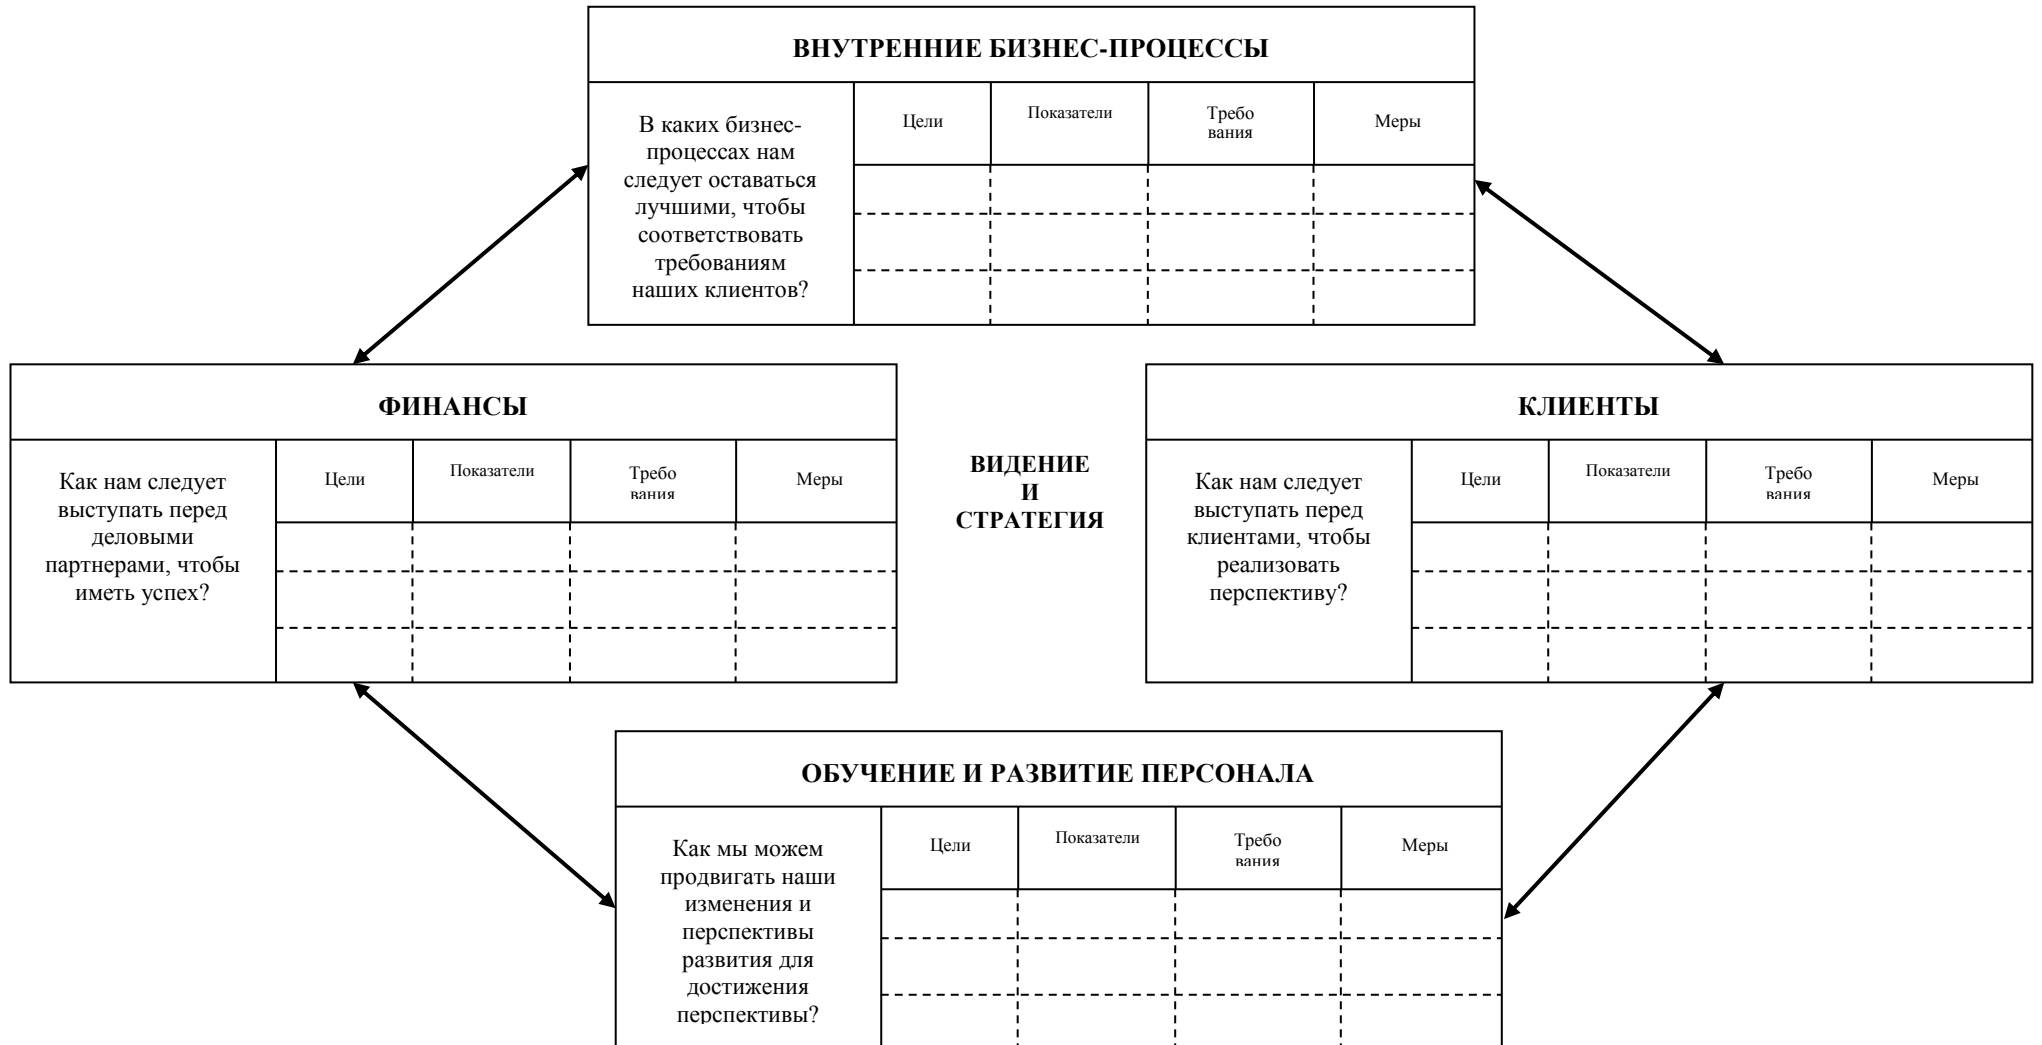 ВНУТРЕННИЕ БИЗНЕС-ПРОЦЕССЫ
В каких бизнес-
процессах нам
следует оставаться
лучшими, чтобы
соответствовать
требованиям
наших клиентов?
Цели
Показатели
Требо
вания
Меры
ФИНАНСЫ
Как нам следует
выступать перед
деловыми
партнерами, чтобы
иметь успех?
Цели
Показатели
Требо
вания
Меры
ВИДЕНИЕ
И
СТРАТЕГИЯ
КЛИЕНТЫ
Как нам следует
выступать перед
клиентами, чтобы
реализовать
перспективу?
Цели
Показатели
Требо
вания
Меры
ОБУЧЕНИЕ И РАЗВИТИЕ ПЕРСОНАЛА
Как мы можем
продвигать наши
изменения и
перспективы
развития для
достижения
перспективы?
Цели
Показатели
Требо
вания
Меры